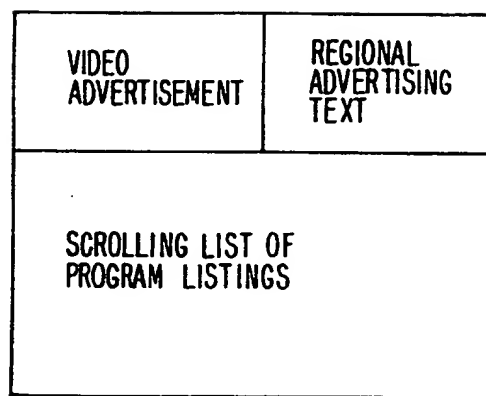 VIDEO
ADVERTISEMENT
REGIONAL
ADVERTISING
TEXT
SCROLLING LIST OF
PROGRAM LISTINGS